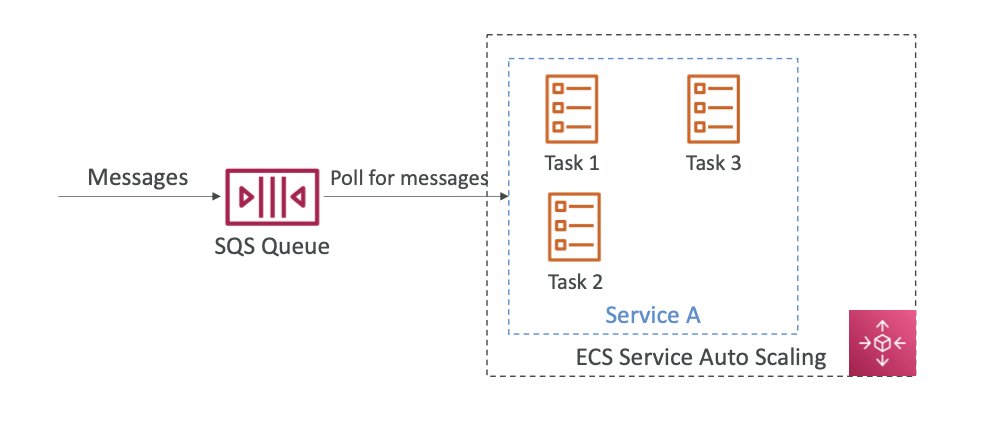 Messages
SQS Queue
Poll for messages
Task 1
Task 3
Task 2
Service A
ECS Service Auto Scaling